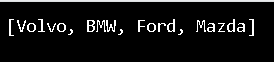 [Volvo, BMW, Ford, Mazda]